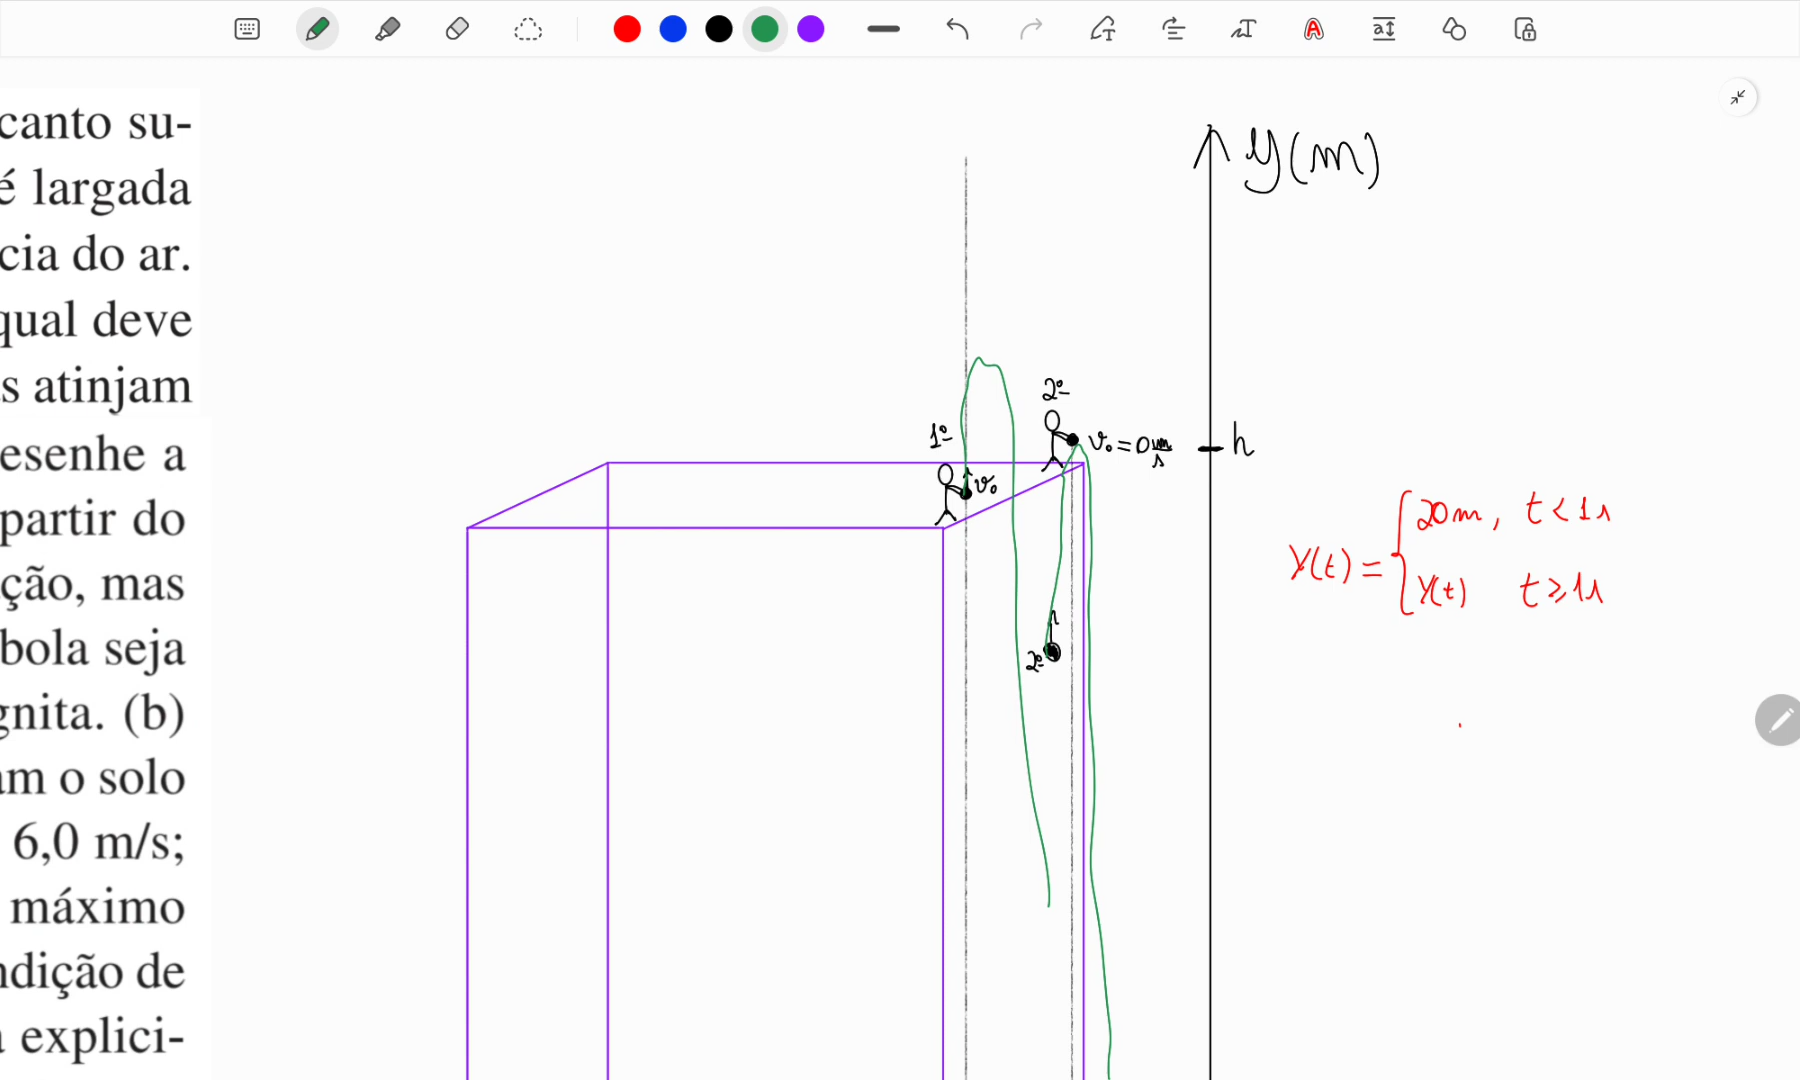 canto su-
é largada
cia do ar.
qual deve
s atinjam
esenhe a
partir do
ção, mas
bola seja
gnita. (b)
m o solo
6,0 m/s;
máximo
ndição de
a explici-
y(m)
2º
1º
v₀ = 0 m/s
h
v₀
y(t) = { 20m, t < 1s
y(t) t ≥ 1s
2º